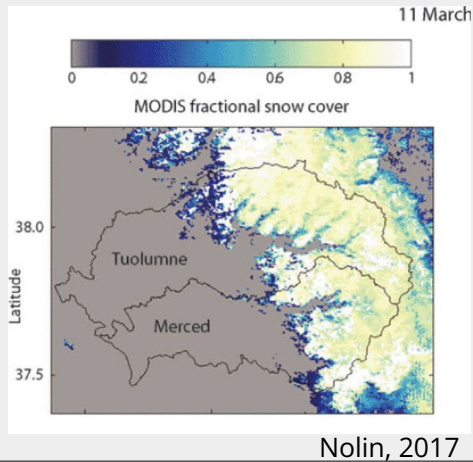 11 March
0 0.2 0.4 0.6 0.8 1
MODIS fractional snow cover
38.0
Tuolumne
Latitude
Merced
37.5
Nolin, 2017